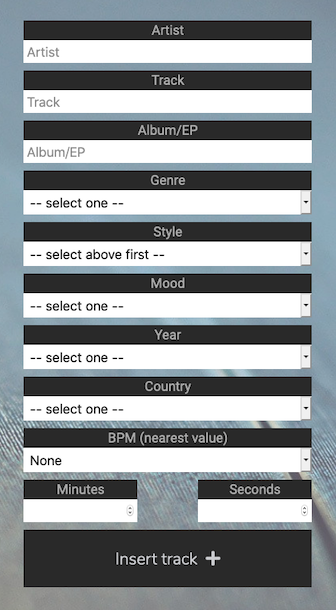 Artist
Artist
Track
Track
Album/EP
Album/EP
Genre
-- select one --
Style
-- select above first --
Mood
-- select one --
Year
-- select one --
Country
-- select one --
BPM (nearest value)
None
Minutes Seconds
Insert track +